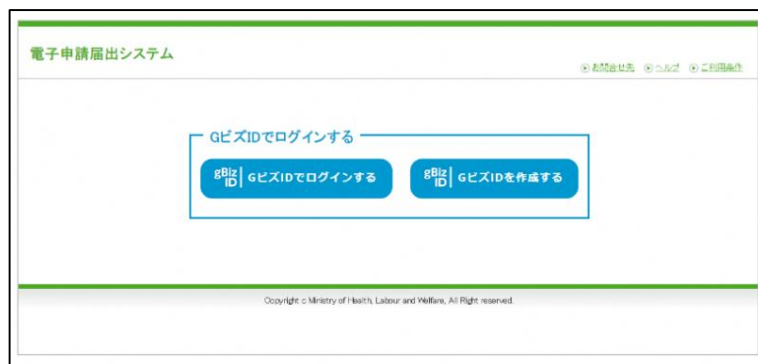 電子申請届出システム
お問合せ先 ヘルプ ご利用条件
GビズIDでログインする
gBiz ID GビズIDでログインする gBiz ID GビズIDを作成する
Copyright c Ministry of Health, Labour and Welfare, All Right reserved.